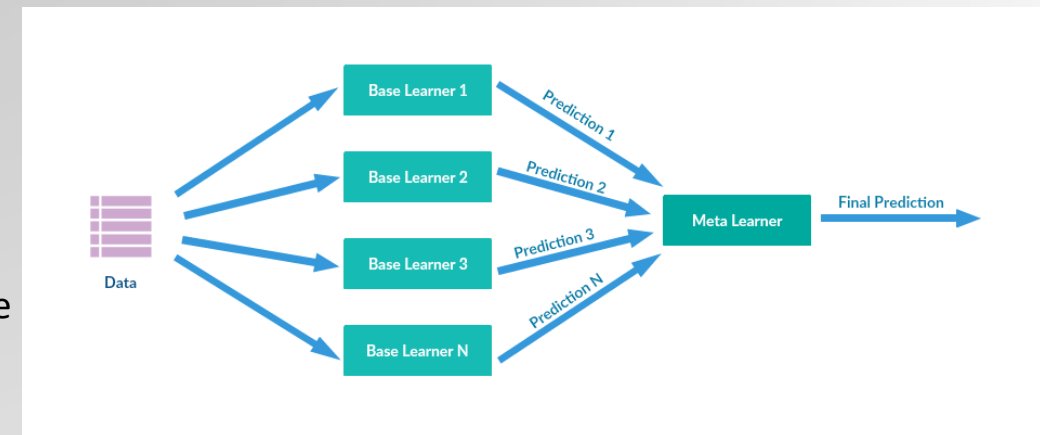 Base Learner 1
Prediction 1
Base Learner 2
Prediction 2
Meta Learner
Final Prediction
Data
Base Learner 3
Prediction 3
e
Base Learner N
Prediction N